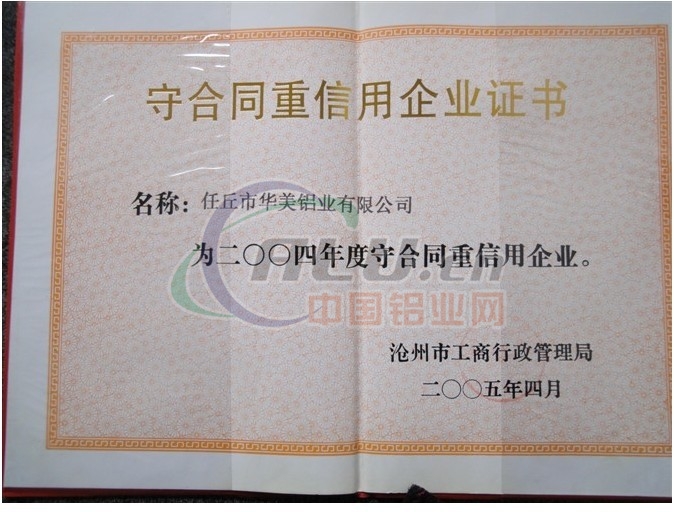 守合同重信用企业证书
名称：任丘市华美铝业有限公司
为二〇〇四年度守合同重信用企业。
CNCU.cn
中国铝业网
沧州市工商行政管理局
二〇〇五年四月